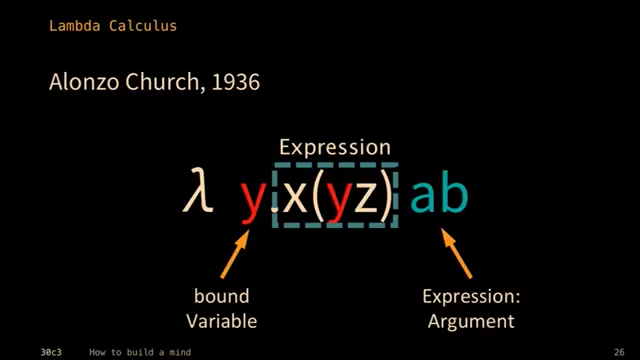 Lambda Calculus
Alonzo Church, 1936
Expression
λ y.x(yz) ab
bound
Variable
Expression:
Argument
30c3 How to build a mind 26